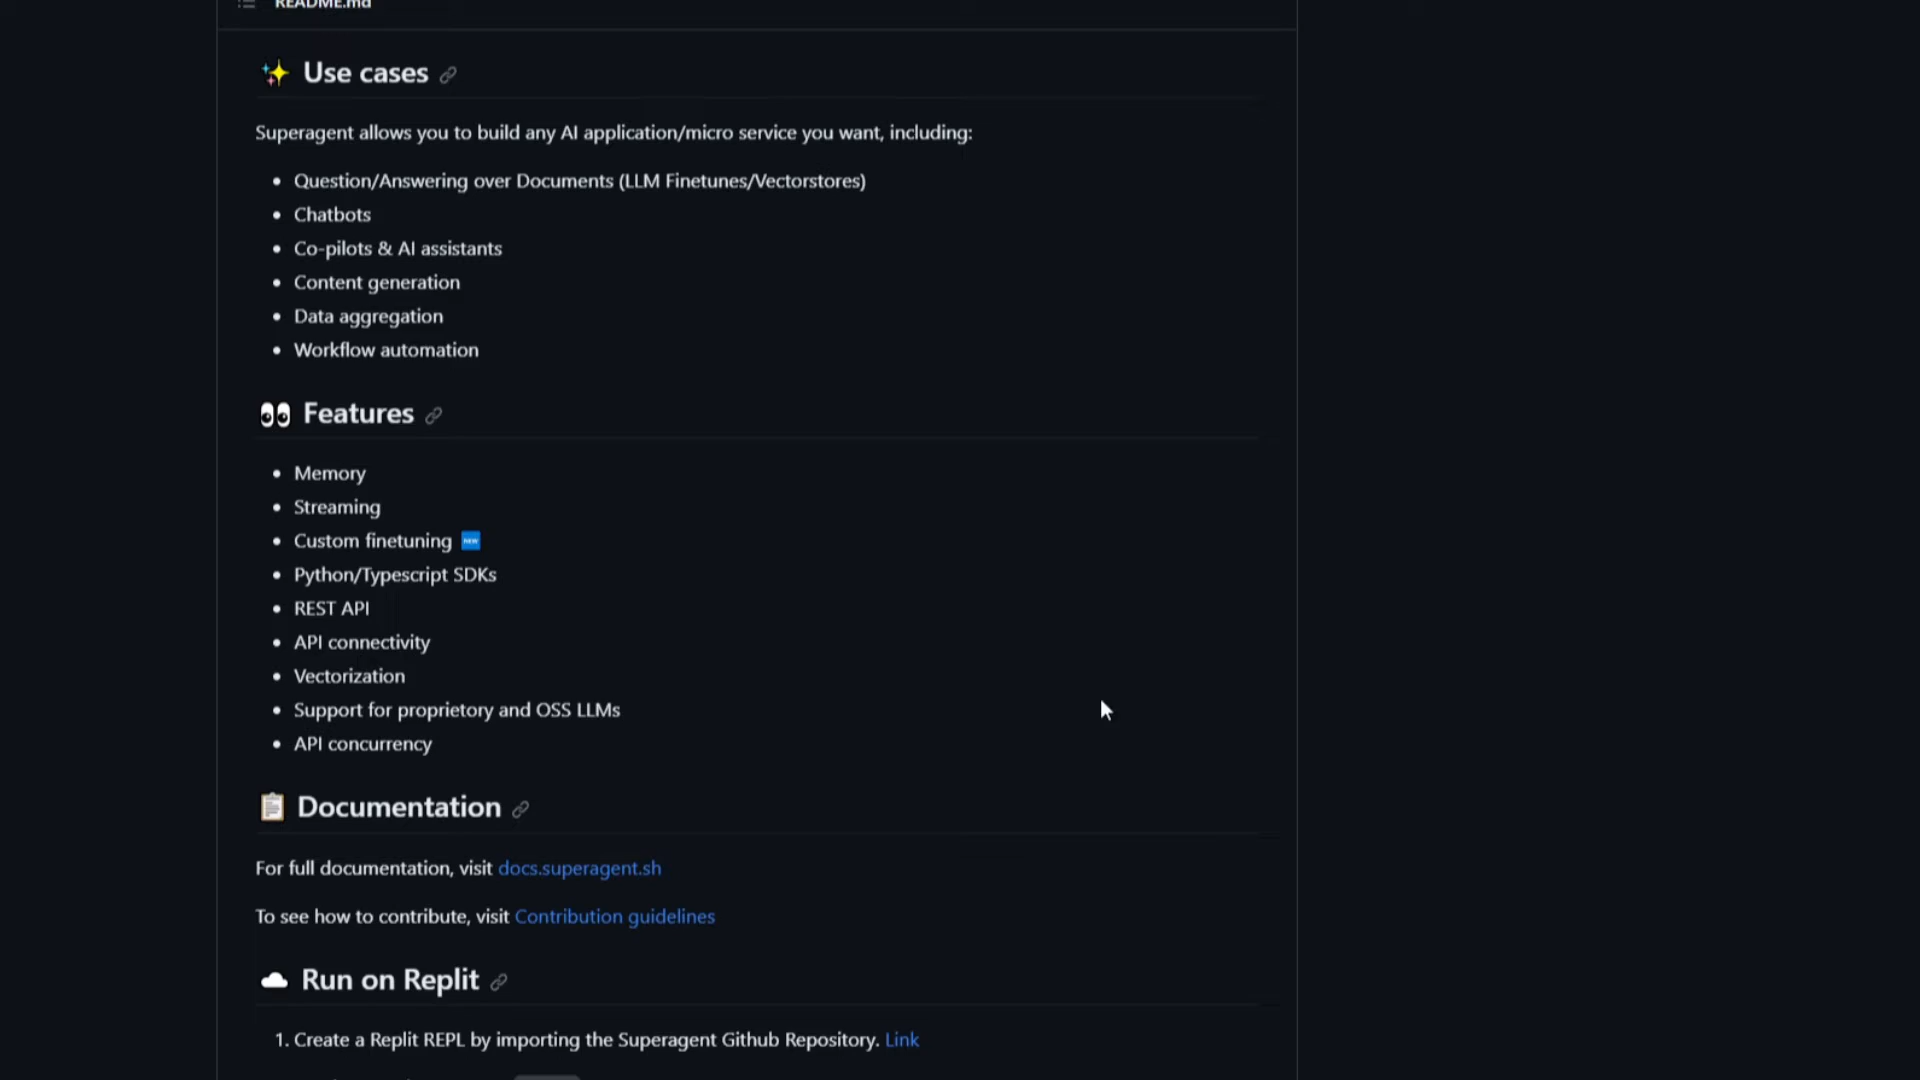 README.md
Use cases
Superagent allows you to build any AI application/micro service you want, including:
Question/Answering over Documents (LLM Finetunes/Vectorstores)
Chatbots
Co-pilots & AI assistants
Content generation
Data aggregation
Workflow automation
Features
Memory
Streaming
Custom finetuning NEW
Python/Typescript SDKs
REST API
API connectivity
Vectorization
Support for proprietory and OSS LLMs
API concurrency
Documentation
For full documentation, visit docs.superagent.sh
To see how to contribute, visit Contribution guidelines
Run on Replit
1. Create a Replit REPL by importing the Superagent Github Repository. Link